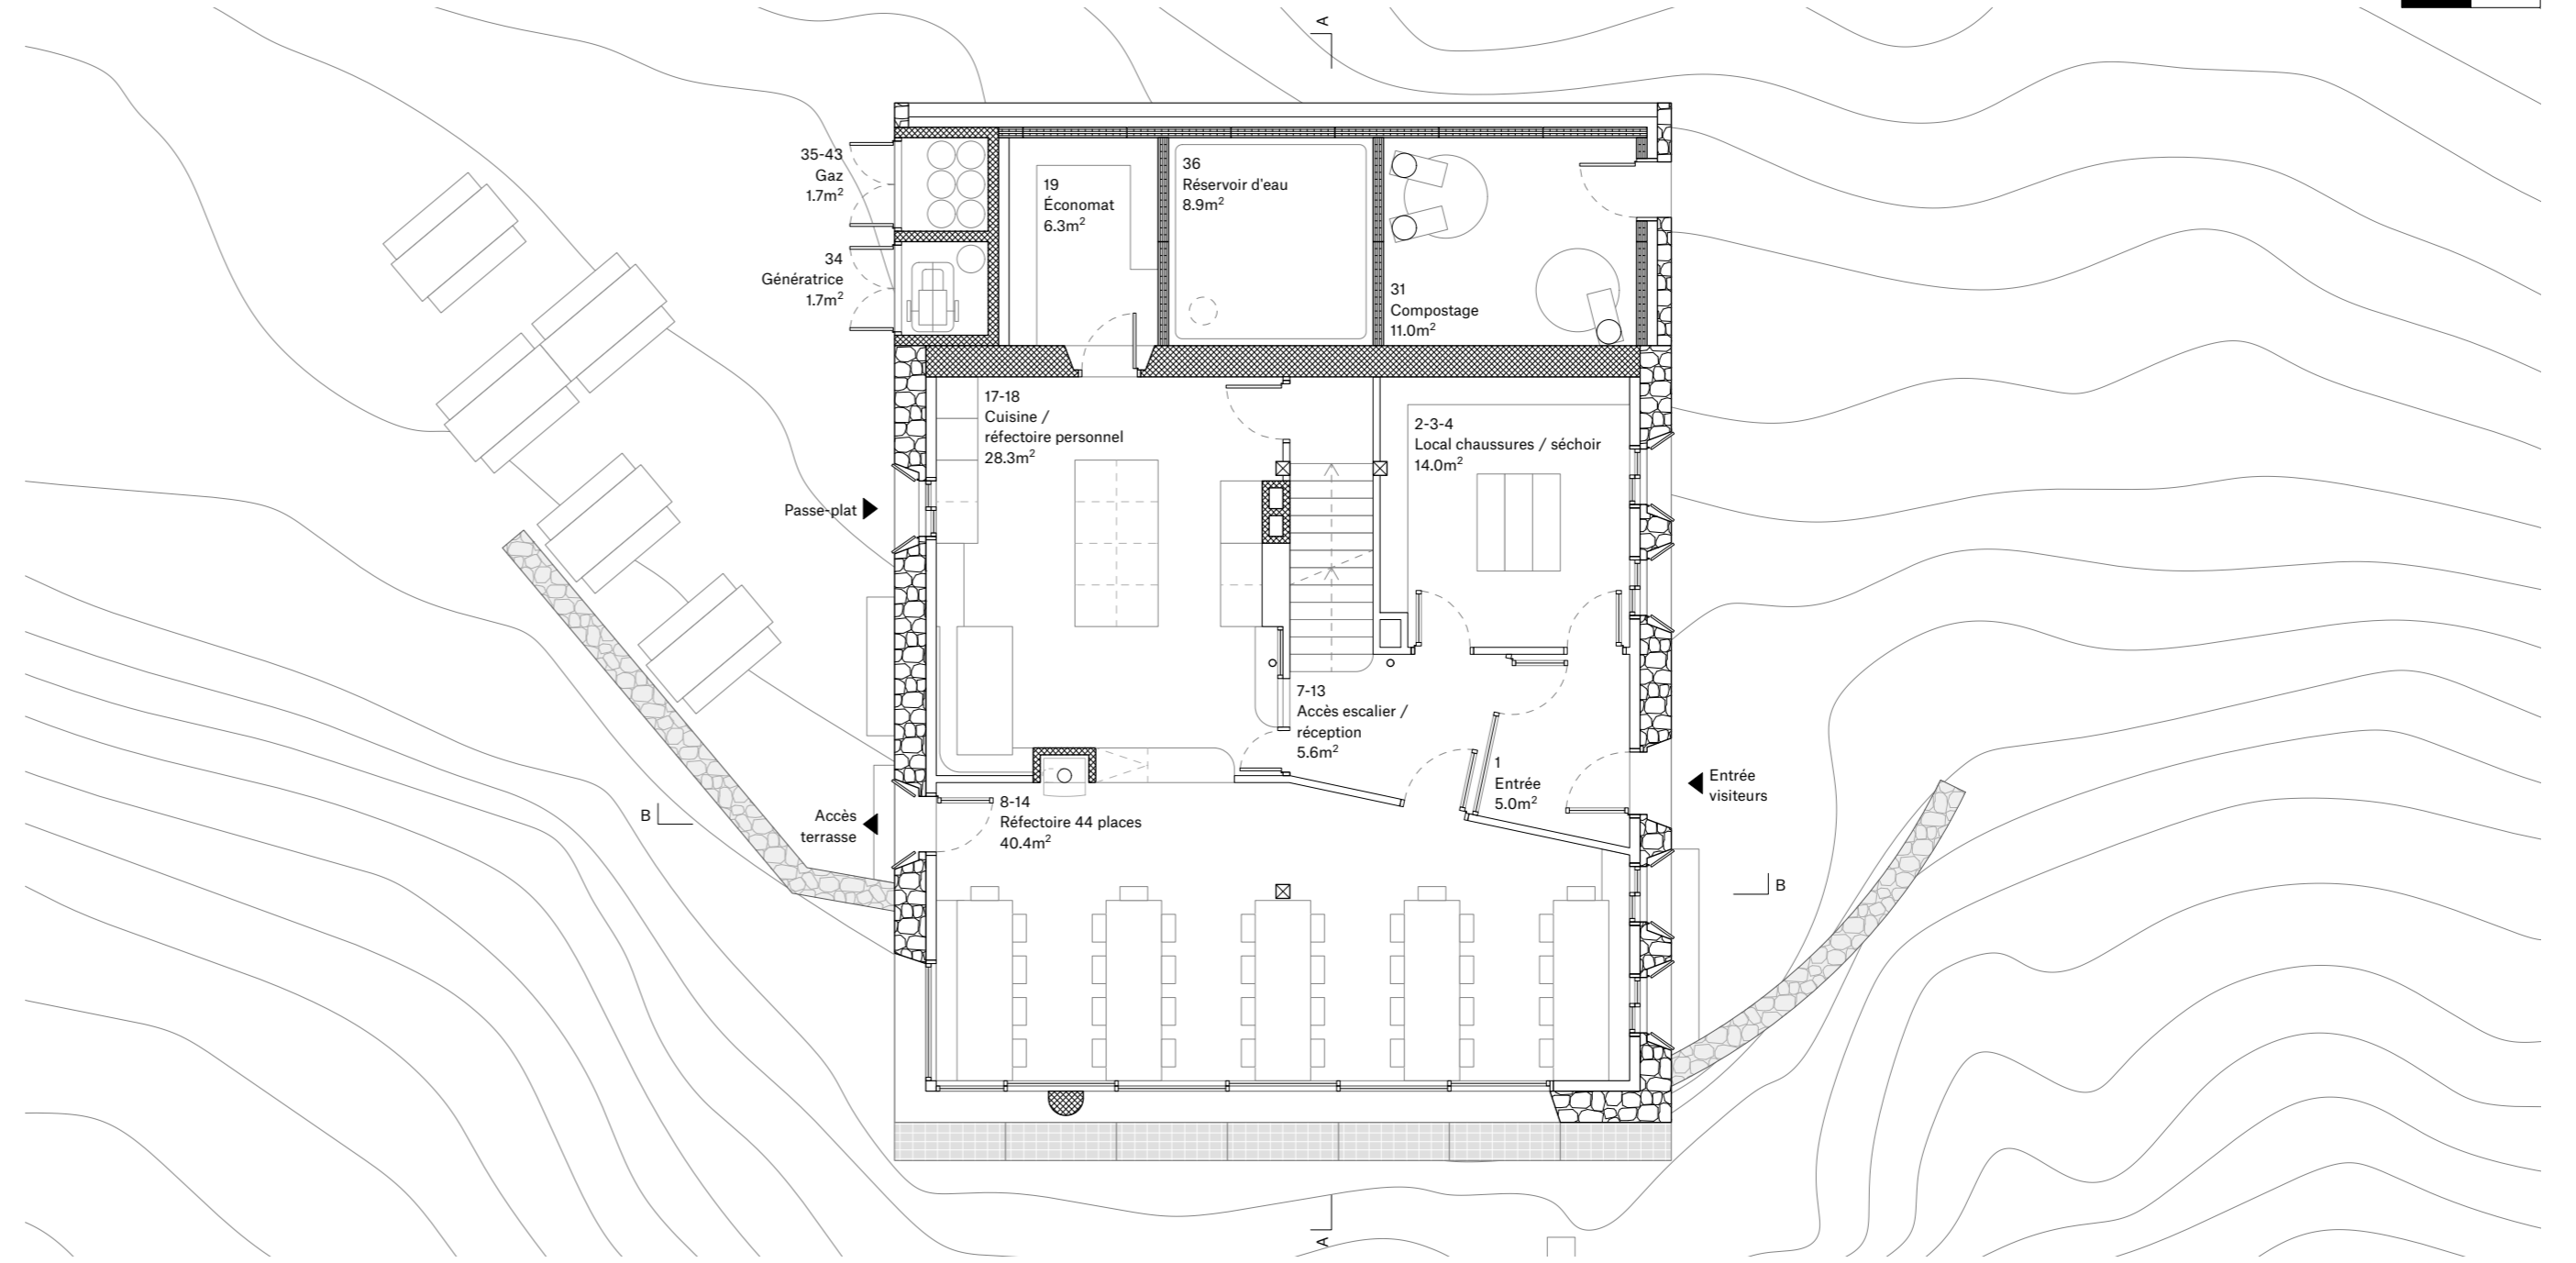 A
35-43
Gaz
1.7m²
34
Génératrice
1.7m²
19
Économat
6.3m²
36
Réservoir d'eau
8.9m²
31
Compostage
11.0m²
17-18
Cuisine /
réfectoire personnel
28.3m²
2-3-4
Local chaussures / séchoir
14.0m²
Passe-plat
7-13
Accès escalier /
réception
5.6m²
1
Entrée
5.0m²
Entrée
visiteurs
8-14
Réfectoire 44 places
40.4m²
Accès
terrasse
B
B
A